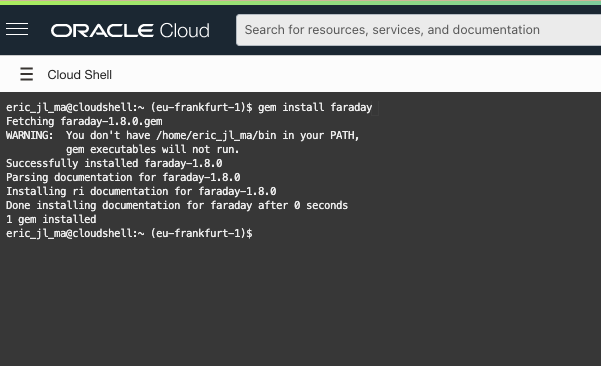 ORACLE Cloud
Search for resources, services, and documentation
Cloud Shell
eric_jl_ma@cloudshell:~ (eu-frankfurt-1)$ gem install faraday
Fetching faraday-1.8.0.gem
WARNING:  You don't have /home/eric_jl_ma/bin in your PATH,
          gem executables will not run.
Successfully installed faraday-1.8.0
Parsing documentation for faraday-1.8.0
Installing ri documentation for faraday-1.8.0
Done installing documentation for faraday after 0 seconds
1 gem installed
eric_jl_ma@cloudshell:~ (eu-frankfurt-1)$